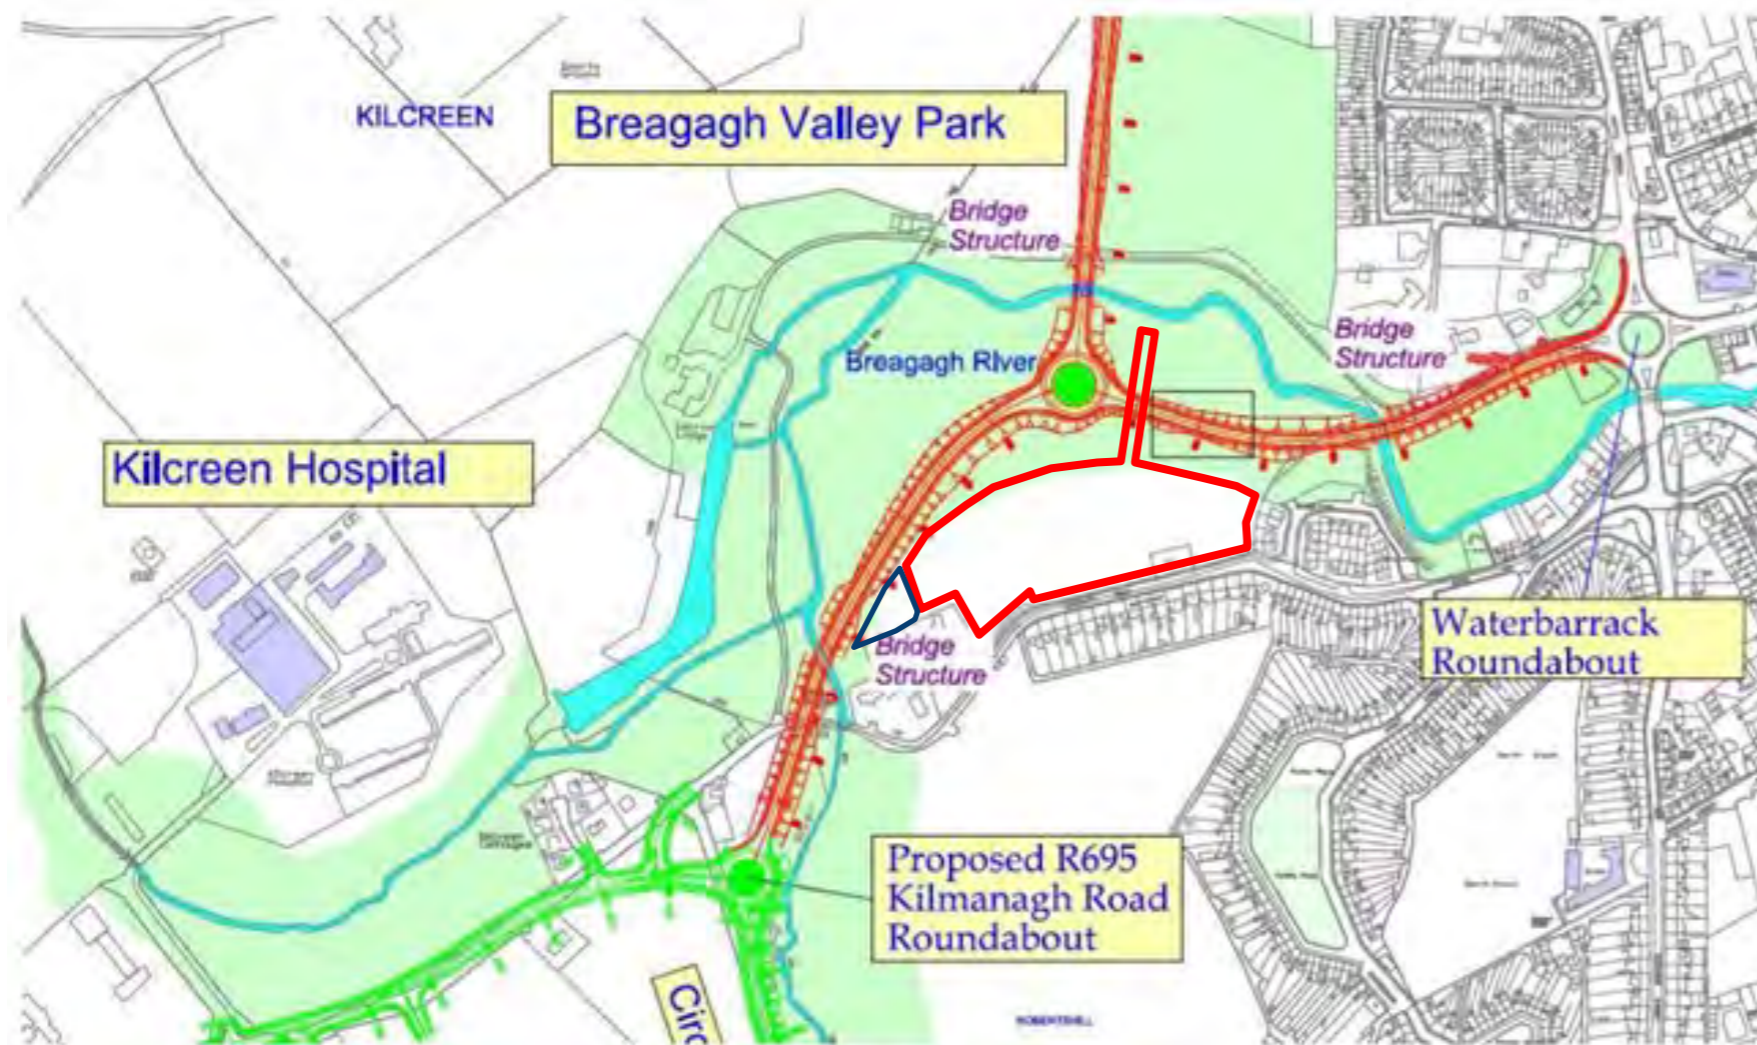 KILCREEN
Breagagh Valley Park
Bridge
Structure
Bridge
Structure
Breagagh River
Kilcreen Hospital
Waterbarrack
Roundabout
Bridge
Structure
Proposed R695
Kilmanagh Road
Roundabout
Circ
ROBERTSHILL